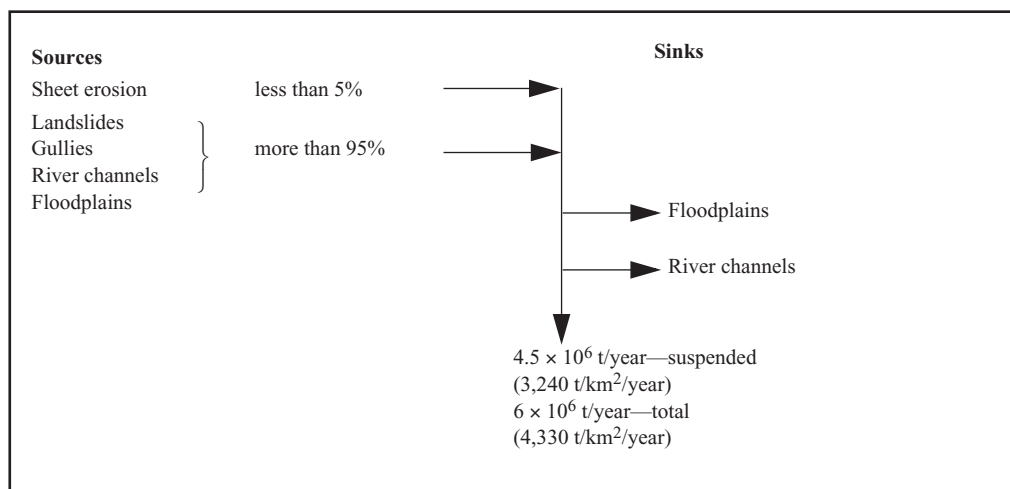 Sources
Sinks
Sheet erosion less than 5%
Landslides
Gullies more than 95%
River channels
Floodplains
Floodplains
River channels
4.5 × 10⁶ t/year—suspended
(3,240 t/km²/year)
6 × 10⁶ t/year—total
(4,330 t/km²/year)